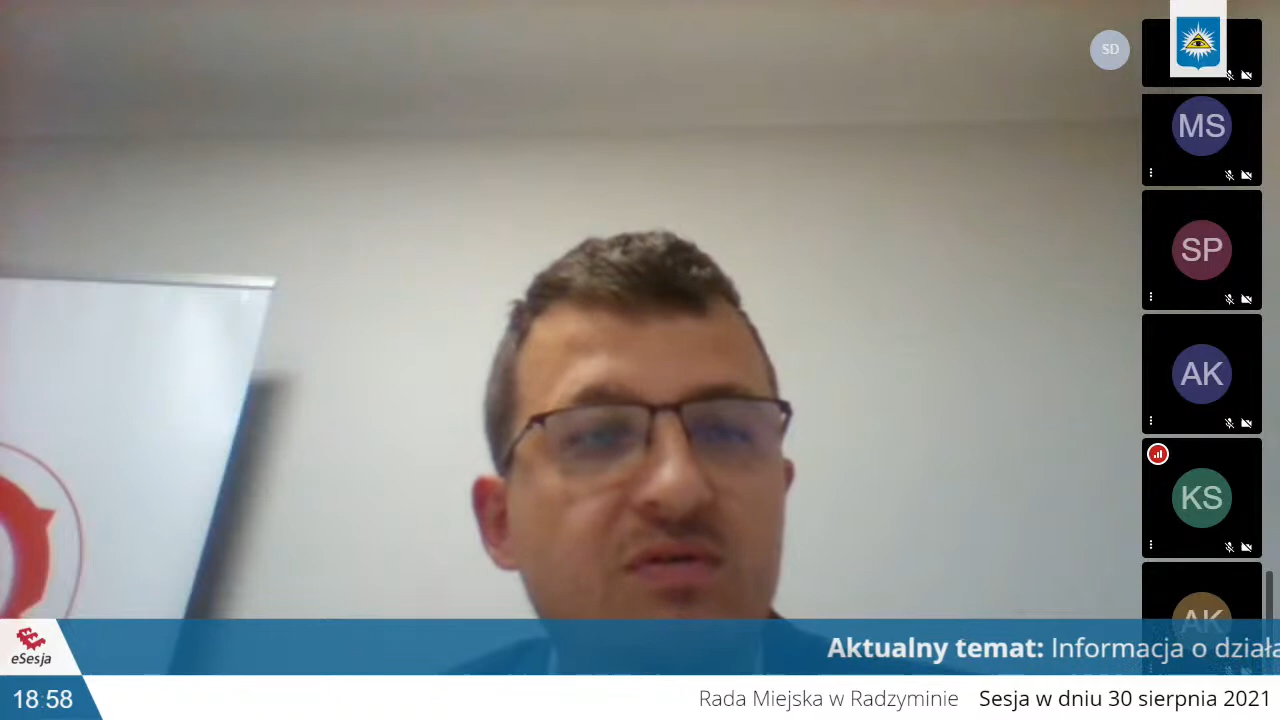 SD
MS
SP
AK
KS
AK
Aktualny temat: Informacja o działa
eSesja
18:58
Rada Miejska w Radzyminie Sesja w dniu 30 sierpnia 2021